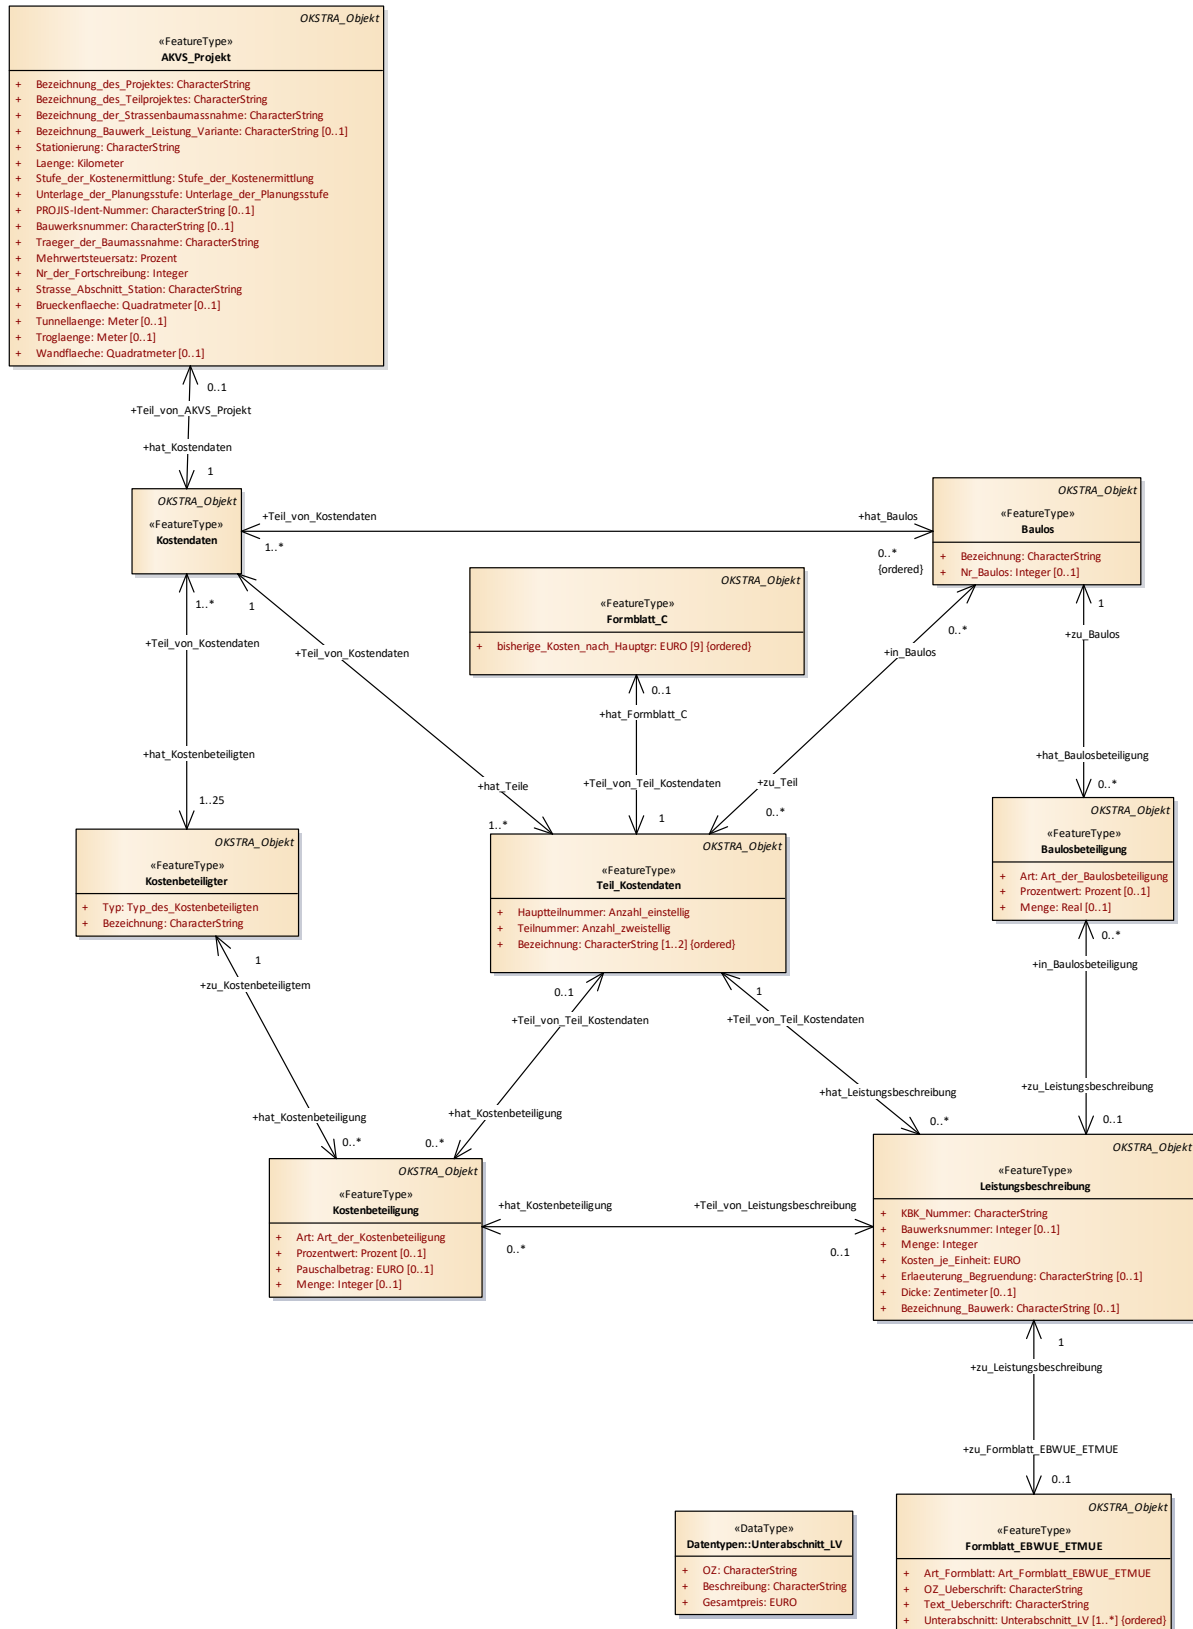 OKSTRA_Objekt
«FeatureType»
AKVS_Projekt
+ Bezeichnung_des_Projektes: CharacterString
+ Bezeichnung_des_Teilprojektes: CharacterString
+ Bezeichnung_der_Strassenbaumassnahme: CharacterString
+ Bezeichnung_Bauwerk_Leistung_Variante: CharacterString [0..1]
+ Stationierung: CharacterString
+ Laenge: Kilometer
+ Stufe_der_Kostenermittlung: Stufe_der_Kostenermittlung
+ Unterlage_der_Planungsstufe: Unterlage_der_Planungsstufe
+ PROJIS-Ident-Nummer: CharacterString [0..1]
+ Bauwerksnummer: CharacterString [0..1]
+ Traeger_der_Baumassnahme: CharacterString
+ Mehrwertsteuersatz: Prozent
+ Nr_der_Fortschreibung: Integer
+ Strasse_Abschnitt_Station: CharacterString
+ Brueckenflaeche: Quadratmeter [0..1]
+ Tunnellaenge: Meter [0..1]
+ Troglaenge: Meter [0..1]
+ Wandflaeche: Quadratmeter [0..1]
0..1
+Teil_von_AKVS_Projekt
+hat_Kostendaten
1
OKSTRA_Objekt
«FeatureType»
Kostendaten
+Teil_von_Kostendaten
1..*
+hat_Baulos
0..*
{ordered}
OKSTRA_Objekt
«FeatureType»
Baulos
+ Bezeichnung: CharacterString
+ Nr_Baulos: Integer [0..1]
OKSTRA_Objekt
«FeatureType»
Formblatt_C
+ bisherige_Kosten_nach_Hauptgr: EURO [9] {ordered}
1..*
+Teil_von_Kostendaten
+hat_Kostenbeteiligten
1..25
1
+Teil_von_Kostendaten
+hat_Teile
1..*
0..1
+hat_Formblatt_C
+Teil_von_Teil_Kostendaten
1
0..*
+in_Baulos
+zu_Teil
0..*
1
+zu_Baulos
+hat_Baulosbeteiligung
0..*
OKSTRA_Objekt
«FeatureType»
Kostenbeteiligter
+ Typ: Typ_des_Kostenbeteiligten
+ Bezeichnung: CharacterString
OKSTRA_Objekt
«FeatureType»
Teil_Kostendaten
+ Hauptteilnummer: Anzahl_einstellig
+ Teilnummer: Anzahl_zweistellig
+ Bezeichnung: CharacterString [1..2] {ordered}
OKSTRA_Objekt
«FeatureType»
Baulosbeteiligung
+ Art: Art_der_Baulosbeteiligung
+ Prozentwert: Prozent [0..1]
+ Menge: Real [0..1]
1
+zu_Kostenbeteiligtem
+hat_Kostenbeteiligung
0..*
0..1
+Teil_von_Teil_Kostendaten
+hat_Kostenbeteiligung
0..*
1
+Teil_von_Teil_Kostendaten
+hat_Leistungsbeschreibung
0..*
0..*
+in_Baulosbeteiligung
+zu_Leistungsbeschreibung
0..1
OKSTRA_Objekt
«FeatureType»
Kostenbeteiligung
+ Art: Art_der_Kostenbeteiligung
+ Prozentwert: Prozent [0..1]
+ Pauschalbetrag: EURO [0..1]
+ Menge: Integer [0..1]
+hat_Kostenbeteiligung
0..*
+Teil_von_Leistungsbeschreibung
0..1
OKSTRA_Objekt
«FeatureType»
Leistungsbeschreibung
+ KBK_Nummer: CharacterString
+ Bauwerksnummer: Integer [0..1]
+ Menge: Integer
+ Kosten_je_Einheit: EURO
+ Erlaeuterung_Begruendung: CharacterString [0..1]
+ Dicke: Zentimeter [0..1]
+ Bezeichnung_Bauwerk: CharacterString [0..1]
1
+zu_Leistungsbeschreibung
+zu_Formblatt_EBWUE_ETMUE
0..1
«DataType»
Datentypen::Unterabschnitt_LV
+ OZ: CharacterString
+ Beschreibung: CharacterString
+ Gesamtpreis: EURO
OKSTRA_Objekt
«FeatureType»
Formblatt_EBWUE_ETMUE
+ Art_Formblatt: Art_Formblatt_EBWUE_ETMUE
+ OZ_Ueberschrift: CharacterString
+ Text_Ueberschrift: CharacterString
+ Unterabschnitt: Unterabschnitt_LV [1..*] {ordered}